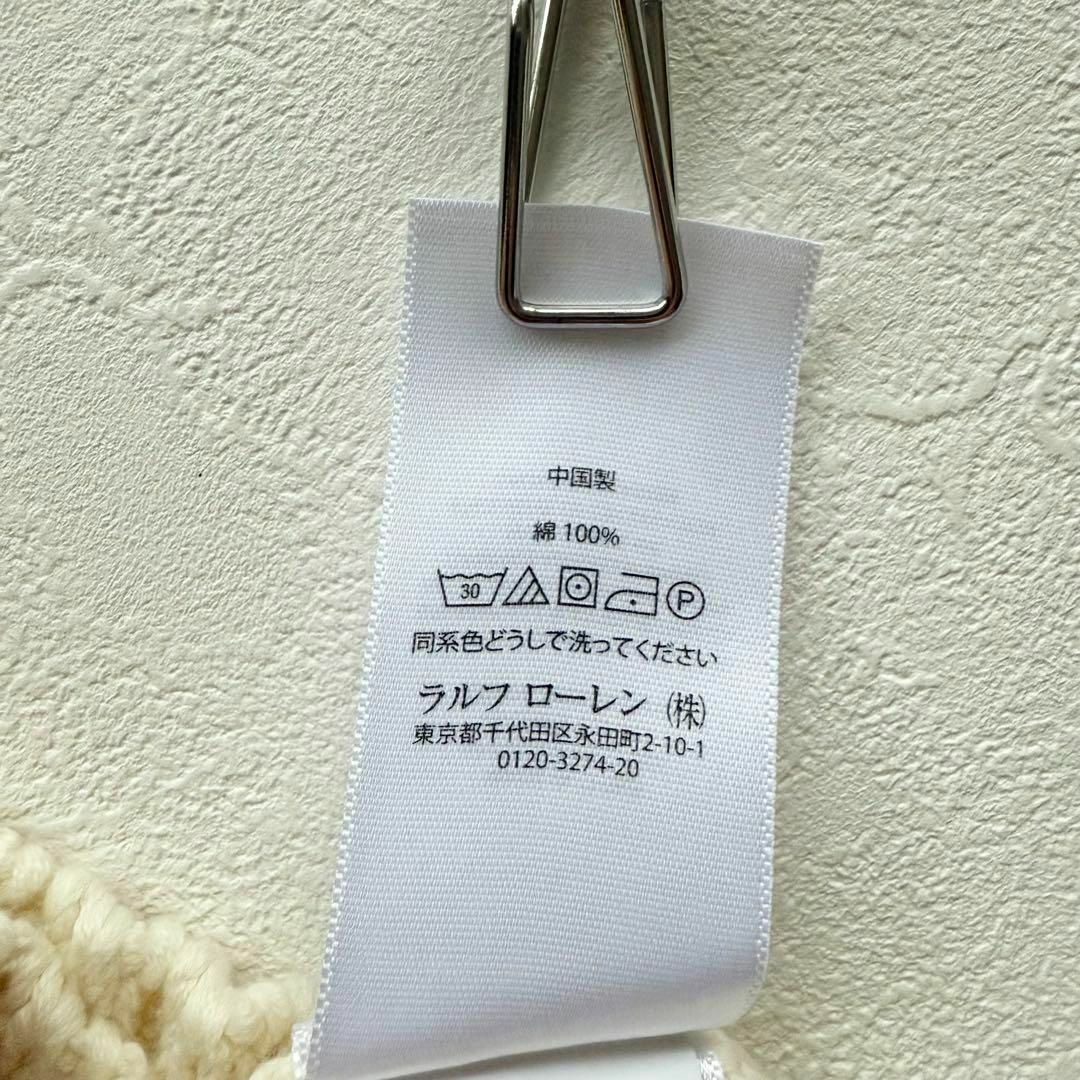 中国製
綿 100%
30 P
同系色どうしで洗ってください
ラルフ ローレン (株)
東京都千代田区永田町2-10-1
0120-3274-20